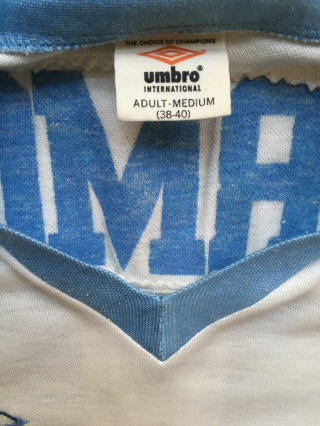 THE CHOICE OF CHAMPIONS
umbro®
INTERNATIONAL
ADULT-MEDIUM
(38-40)